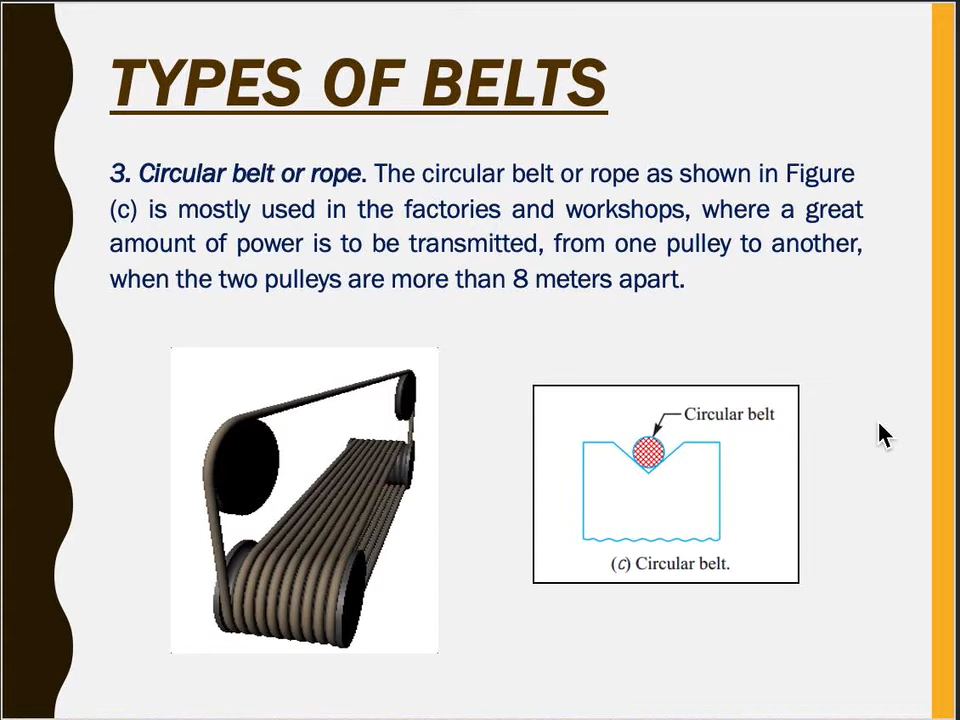 TYPES OF BELTS
3. Circular belt or rope. The circular belt or rope as shown in Figure
(c) is mostly used in the factories and workshops, where a great
amount of power is to be transmitted, from one pulley to another,
when the two pulleys are more than 8 meters apart.
Circular belt
(c) Circular belt.